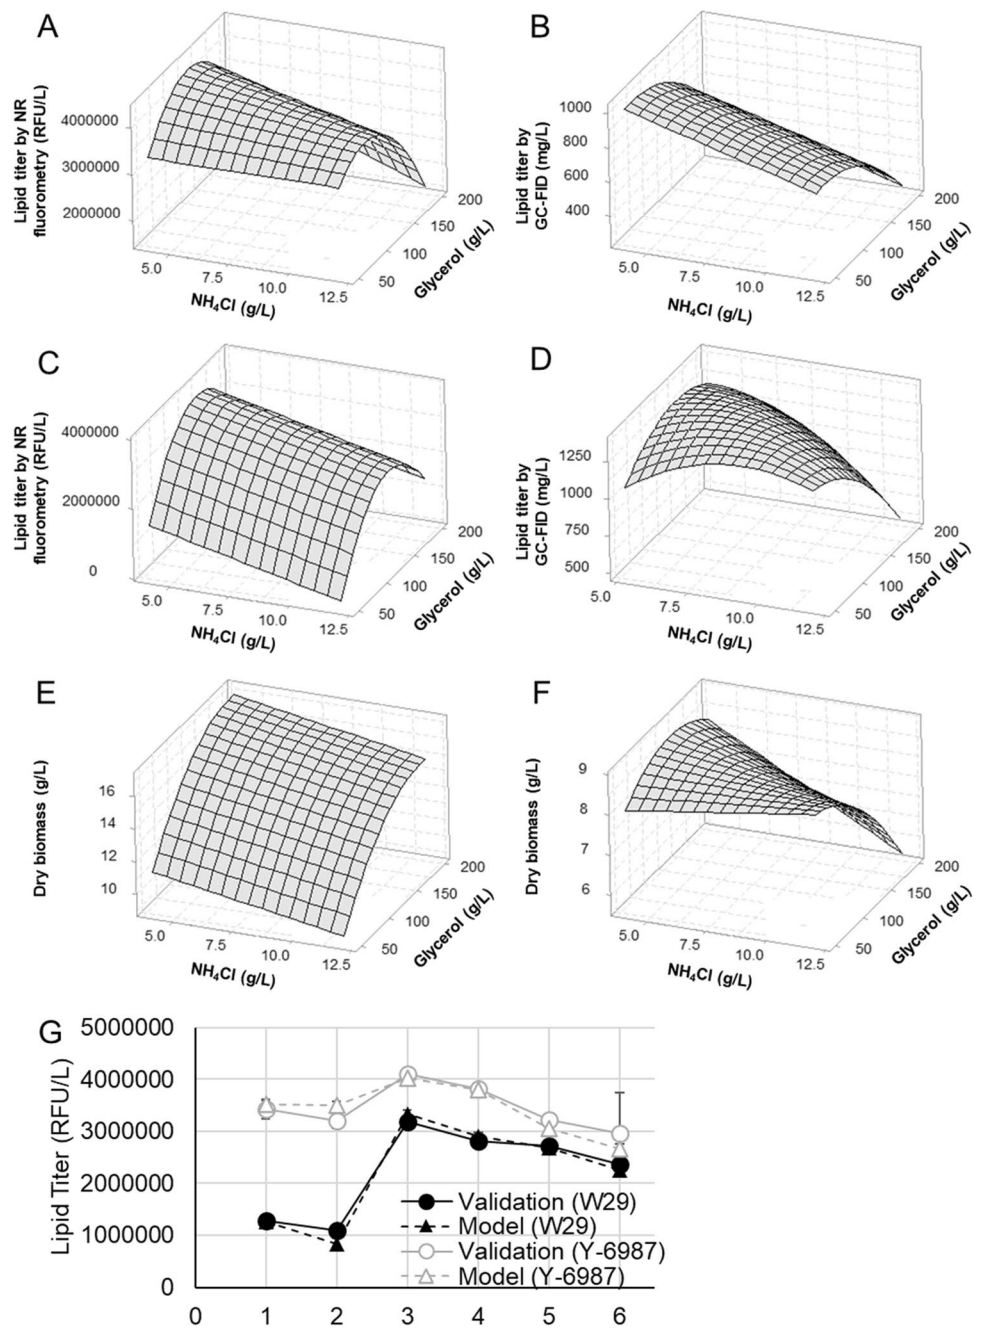 A
Lipid titer by NR
fluorometry (RFU/L)
4000000
3000000
2000000
5.0
7.5
10.0
12.5
NH₄Cl (g/L)
50
100
150
200
Glycerol (g/L)
B
Lipid titer by
GC-FID (mg/L)
1000
800
600
400
5.0
7.5
10.0
12.5
NH₄Cl (g/L)
50
100
150
200
Glycerol (g/L)
C
Lipid titer by NR
fluorometry (RFU/L)
4000000
2000000
0
5.0
7.5
10.0
12.5
NH₄Cl (g/L)
50
100
150
200
Glycerol (g/L)
D
Lipid titer by
GC-FID (mg/L)
1250
1000
750
500
5.0
7.5
10.0
12.5
NH₄Cl (g/L)
50
100
150
200
Glycerol (g/L)
E
Dry biomass (g/L)
16
14
12
10
5.0
7.5
10.0
12.5
NH₄Cl (g/L)
50
100
150
200
Glycerol (g/L)
F
Dry biomass (g/L)
9
8
7
6
5.0
7.5
10.0
12.5
NH₄Cl (g/L)
50
100
150
200
Glycerol (g/L)
G
Lipid Titer (RFU/L)
5000000
4000000
3000000
2000000
1000000
0
Validation (W29)
Model (W29)
Validation (Y-6987)
Model (Y-6987)
0 1 2 3 4 5 6